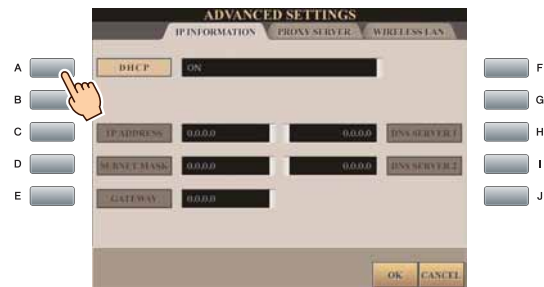 ADVANCED SETTINGS
IP INFORMATION PROXY SERVER WIRELESS LAN
A DHCP ON F
B G
C IP ADDRESS 0.0.0.0 0.0.0.0 DNS SERVER 1 H
D SUBNET MASK 0.0.0.0 0.0.0.0 DNS SERVER 2 I
E GATEWAY 0.0.0.0 J
OK CANCEL